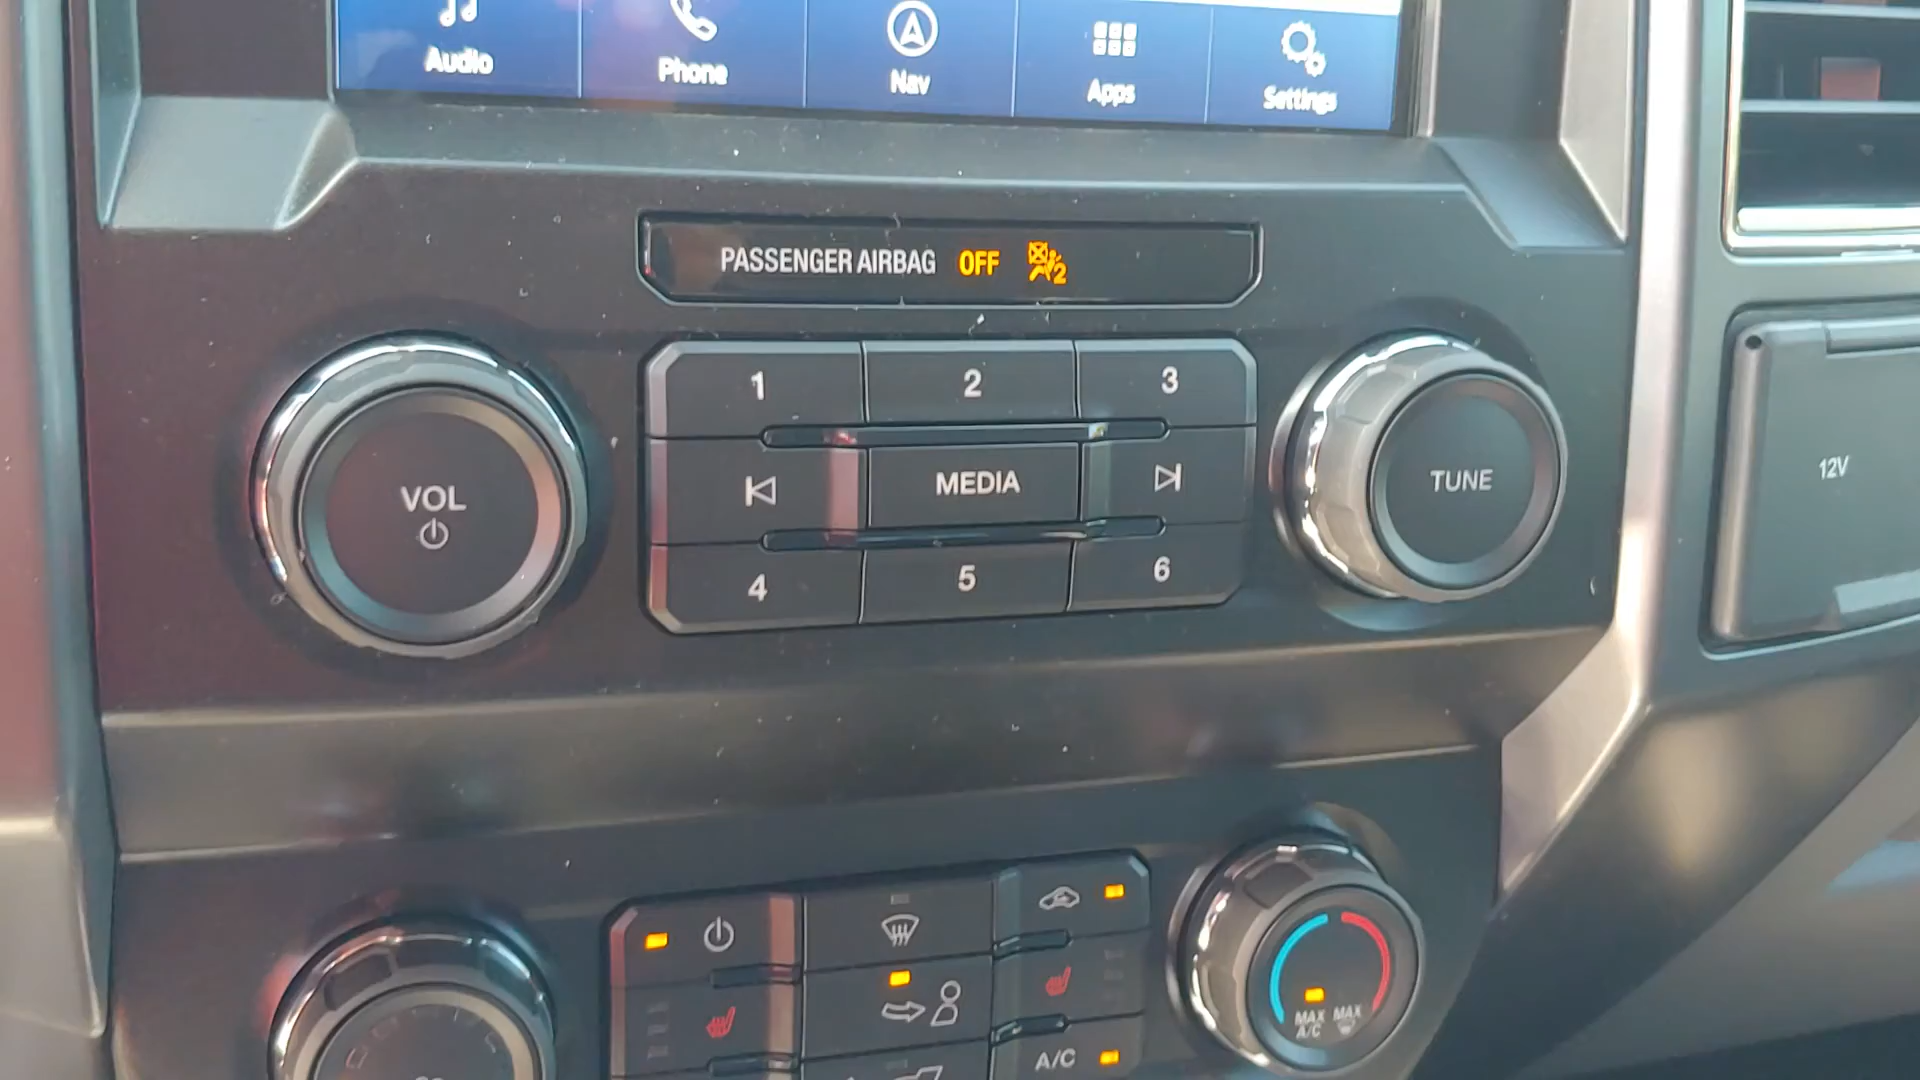 Audio
Phone
Nav
Apps
Settings
PASSENGER AIRBAG OFF 2
1
2
3
VOL
MEDIA
TUNE
4
5
6
12V
MAX A/C
MAX
A/C